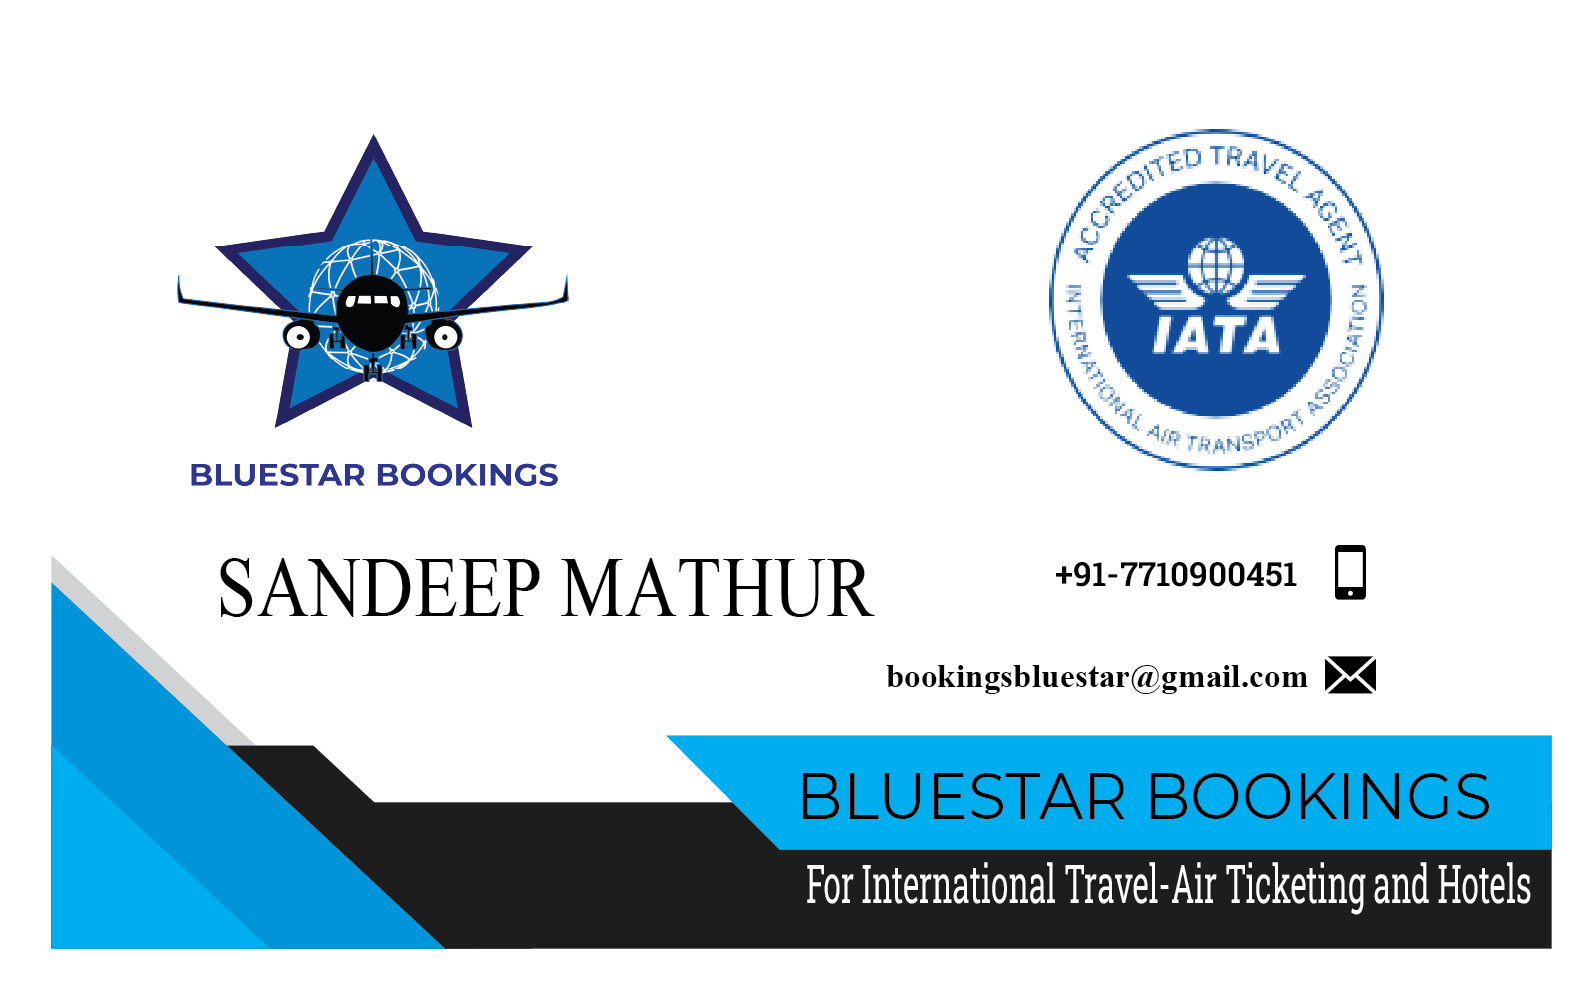 ACCREDITED TRAVEL AGENT
INTERNATIONAL AIR TRANSPORT ASSOCIATION
IATA
BLUESTAR BOOKINGS
SANDEEP MATHUR
+91-7710900451
bookingsbluestar@gmail.com
BLUESTAR BOOKINGS
For International Travel-Air Ticketing and Hotels